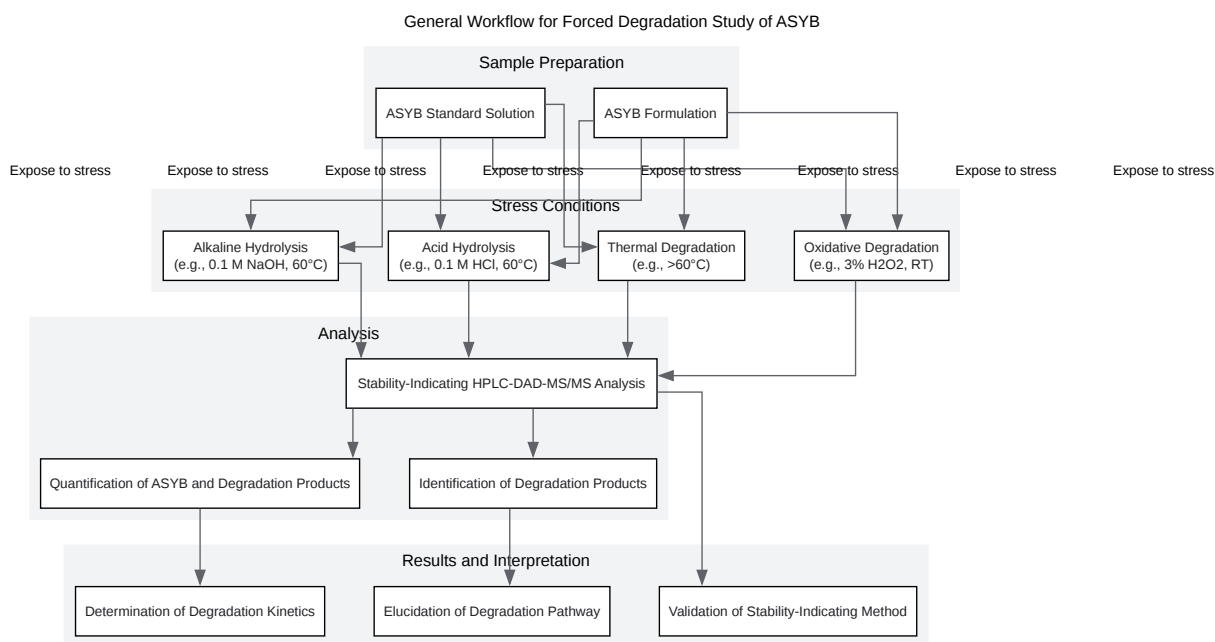 General Workflow for Forced Degradation Study of ASYB
Sample Preparation
ASYB Standard Solution
ASYB Formulation
Expose to stress
Expose to stress
Expose to stress
Expose to stress
Expose to stress
Expose to stress
Expose to stress
Expose to stress
Stress Conditions
Alkaline Hydrolysis
(e.g., 0.1 M NaOH, 60°C)
Acid Hydrolysis
(e.g., 0.1 M HCl, 60°C)
Thermal Degradation
(e.g., >60°C)
Oxidative Degradation
(e.g., 3% H2O2, RT)
Analysis
Stability-Indicating HPLC-DAD-MS/MS Analysis
Quantification of ASYB and Degradation Products
Identification of Degradation Products
Results and Interpretation
Determination of Degradation Kinetics
Elucidation of Degradation Pathway
Validation of Stability-Indicating Method